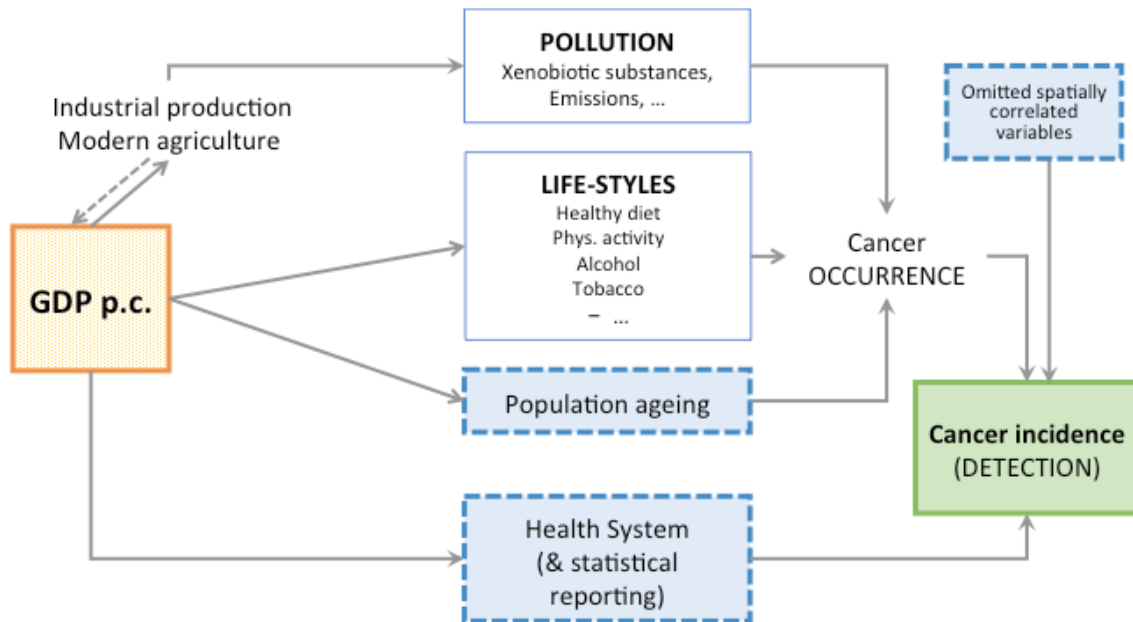 POLLUTION
Xenobiotic substances,
Emissions, ...
Industrial production
Modern agriculture
Omitted spatially
correlated
variables
LIFE-STYLES
Healthy diet
Phys. activity
Alcohol
Tobacco
– ...
Cancer
OCCURRENCE
GDP p.c.
Population ageing
Cancer incidence
(DETECTION)
Health System
(& statistical
reporting)